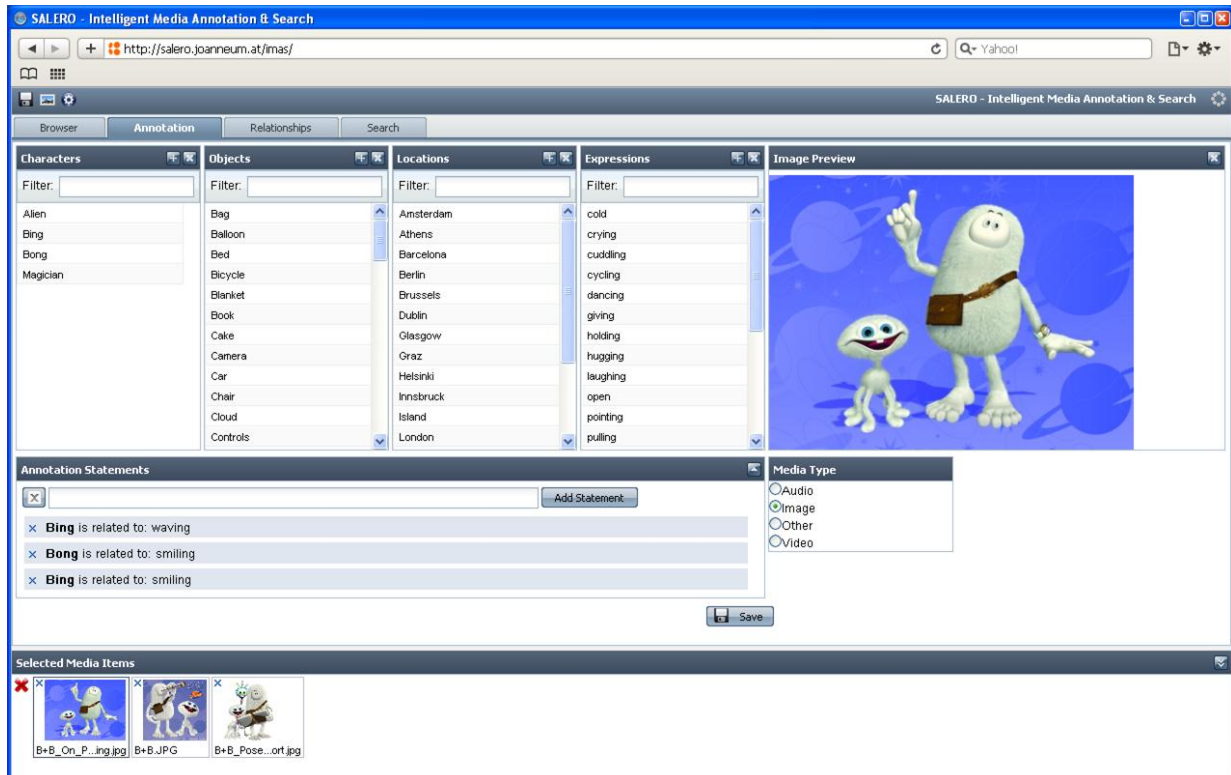 SALERO - Intelligent Media Annotation & Search
http://salero.joanneum.at/imas/
Yahoo!
SALERO - Intelligent Media Annotation & Search
Browser Annotation Relationships Search
Characters
Filter:
Alien
Bing
Bong
Magician
Objects
Filter:
Bag
Balloon
Bed
Bicycle
Blanket
Book
Cake
Camera
Car
Chair
Cloud
Controls
Locations
Filter:
Amsterdam
Athens
Barcelona
Berlin
Brussels
Dublin
Glasgow
Graz
Helsinki
Innsbruck
Island
London
Expressions
Filter:
cold
crying
cuddling
cycling
dancing
giving
holding
hugging
laughing
open
pointing
pulling
Image Preview
Annotation Statements
Add Statement
Bing is related to: waving
Bong is related to: smiling
Bing is related to: smiling
Media Type
Audio
Image
Other
Video
Save
Selected Media Items
B+B_On_P...ing.jpg B+B.JPG B+B_Pose...ort.jpg